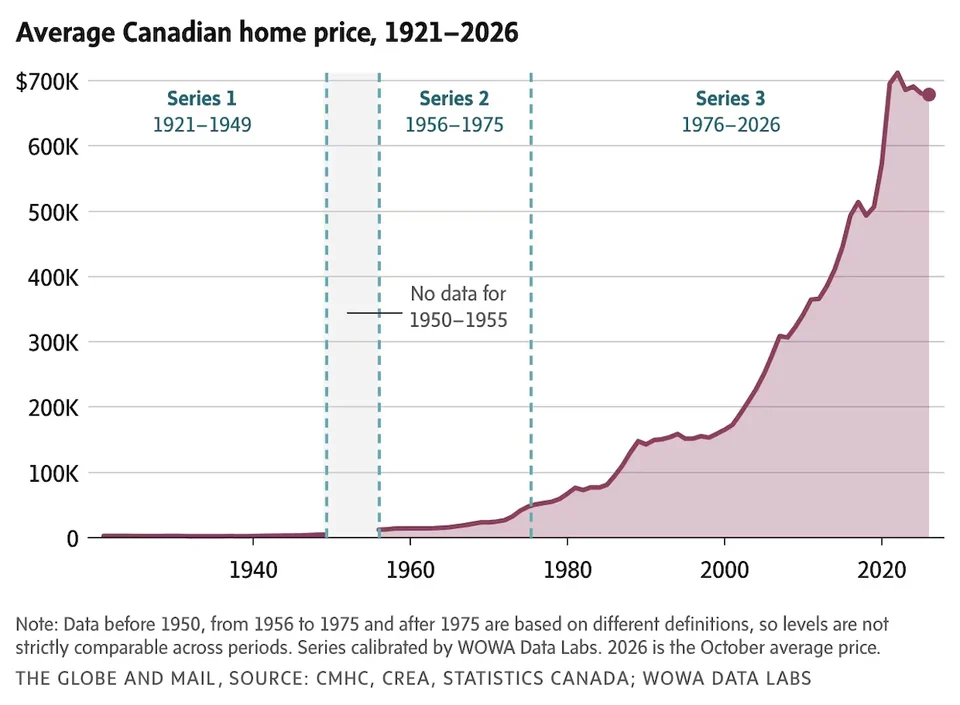 Average Canadian home price, 1921–2026
$700K
600K
500K
400K
300K
200K
100K
0
Series 1
1921–1949
Series 2
1956–1975
Series 3
1976–2026
No data for
1950–1955
1940
1960
1980
2000
2020
Note: Data before 1950, from 1956 to 1975 and after 1975 are based on different definitions, so levels are not
strictly comparable across periods. Series calibrated by WOWA Data Labs. 2026 is the October average price.
THE GLOBE AND MAIL, SOURCE: CMHC, CREA, STATISTICS CANADA; WOWA DATA LABS